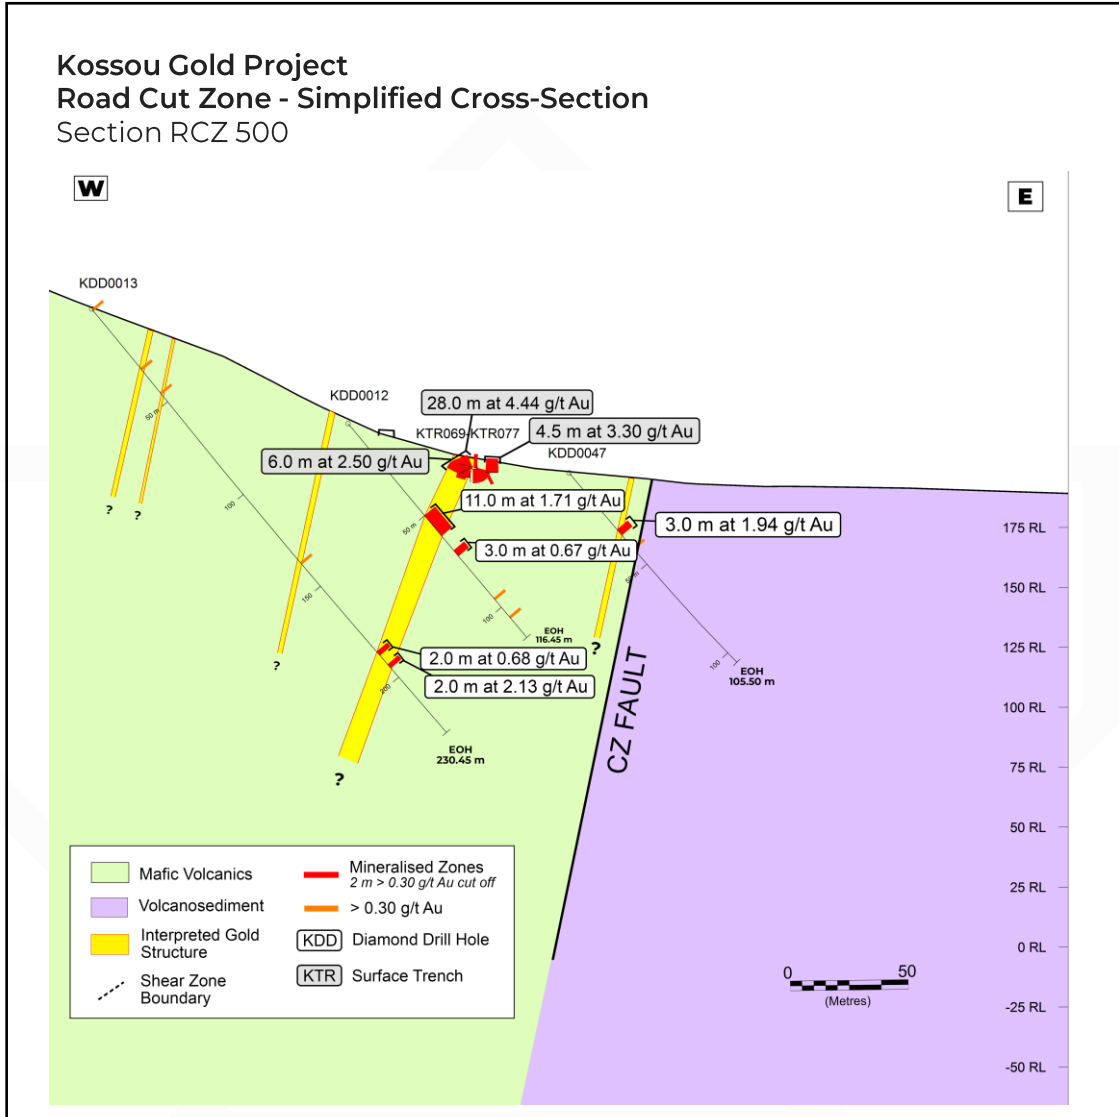 Kossou Gold Project
Road Cut Zone - Simplified Cross-Section
Section RCZ 500
W
E
KDD0013
KDD0012
28.0 m at 4.44 g/t Au
KTR069-KTR077
4.5 m at 3.30 g/t Au
KDD0047
6.0 m at 2.50 g/t Au
11.0 m at 1.71 g/t Au
3.0 m at 1.94 g/t Au
3.0 m at 0.67 g/t Au
2.0 m at 0.68 g/t Au
2.0 m at 2.13 g/t Au
50 m
100
150
200
EOH
230.45 m
50 m
100
EOH
116.45 m
50 m
100
EOH
105.50 m
?
?
?
?
?
CZ FAULT
175 RL
150 RL
125 RL
100 RL
75 RL
50 RL
25 RL
0 RL
-25 RL
-50 RL
Mafic Volcanics
Volcanosediment
Interpreted Gold
Structure
Shear Zone
Boundary
Mineralised Zones
2 m > 0.30 g/t Au cut off
> 0.30 g/t Au
KDD
Diamond Drill Hole
KTR
Surface Trench
0
50
(Metres)